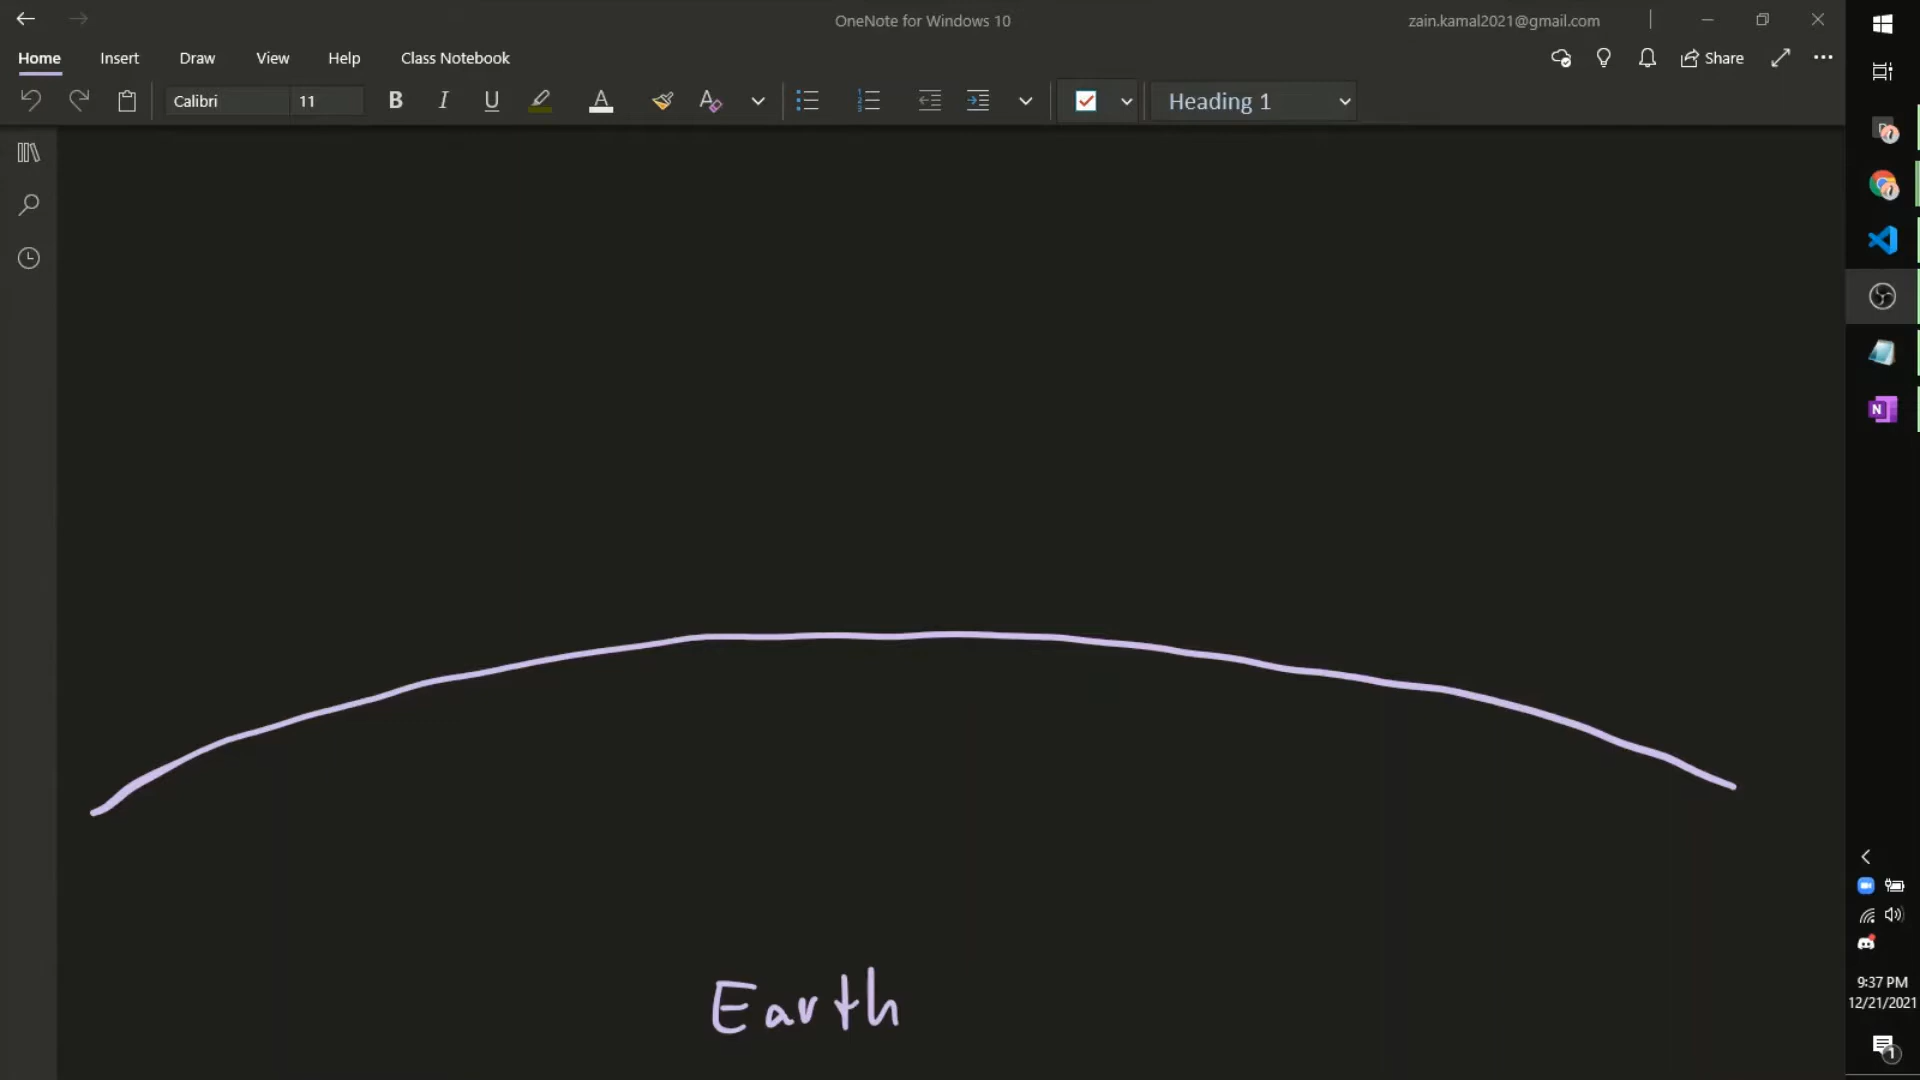 OneNote for Windows 10
zain.kamal2021@gmail.com
Home Insert Draw View Help Class Notebook
Share
Calibri 11 B I U A A Heading 1
N
Earth
9:37 PM
12/21/2021
1